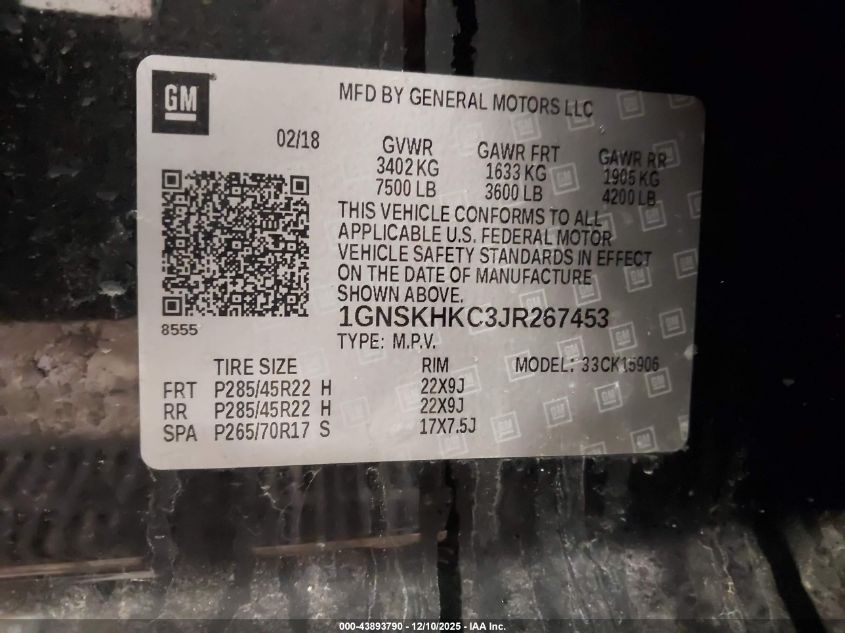 GM
MFD BY GENERAL MOTORS LLC
02/18
GVWR
3402 KG
7500 LB
GAWR FRT
1633 KG
3600 LB
GAWR RR
1905 KG
4200 LB
THIS VEHICLE CONFORMS TO ALL
APPLICABLE U.S. FEDERAL MOTOR
VEHICLE SAFETY STANDARDS IN EFFECT
ON THE DATE OF MANUFACTURE
SHOWN ABOVE.
8555
1GNSKHKC3JR267453
TYPE: M.P.V.
TIRE SIZE RIM MODEL: 33CK15906
FRT P285/45R22 H 22X9J
RR P285/45R22 H 22X9J
SPA P265/70R17 S 17X7.5J
000-43893790 - 12/10/2025 - IAA Inc.